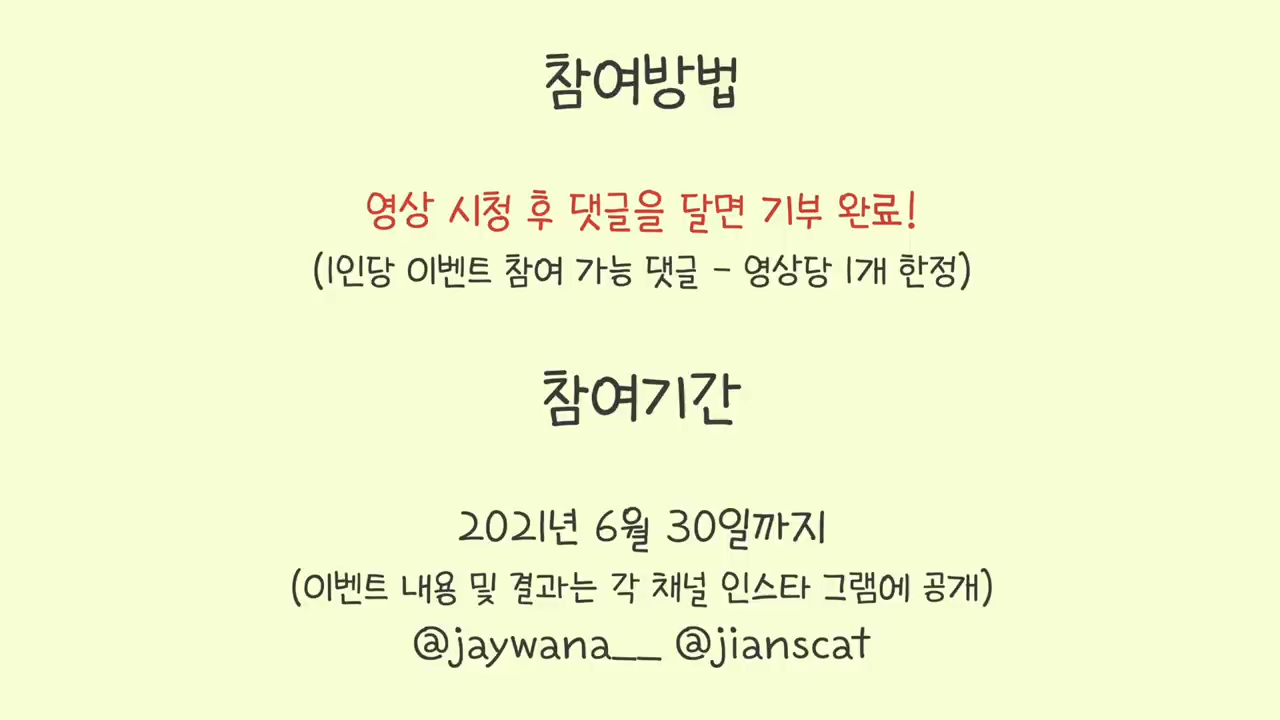 참여방법
영상 시청 후 댓글을 달면 기부 완료!
(1인당 이벤트 참여 가능 댓글 - 영상당 1개 한정)
참여기간
2021년 6월 30일까지
(이벤트 내용 및 결과는 각 채널 인스타 그램에 공개)
@jaywana__ @jianscat